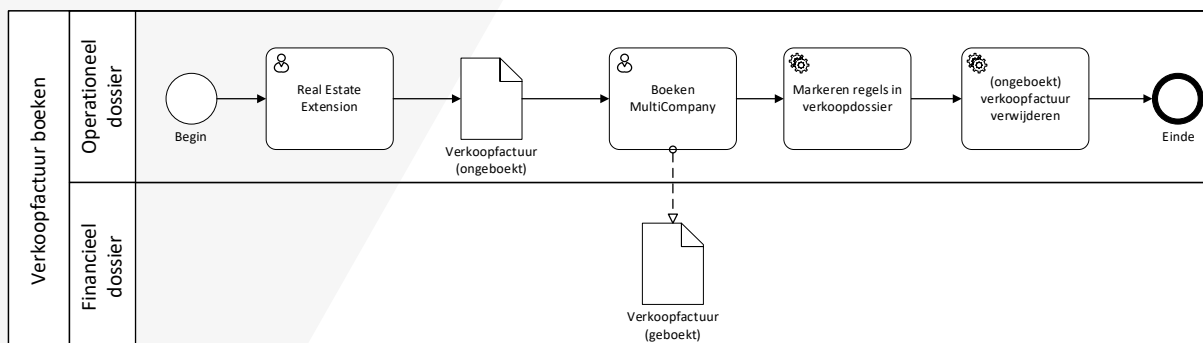 Verkoopfactuur boeken
Operationeel
dossier
Begin
Real Estate
Extension
Verkoopfactuur
(ongeboekt)
Boeken
MultiCompany
Markeren regels in
verkoopdossier
(ongeboekt)
verkoopfactuur
verwijderen
Einde
Financieel
dossier
Verkoopfactuur
(geboekt)